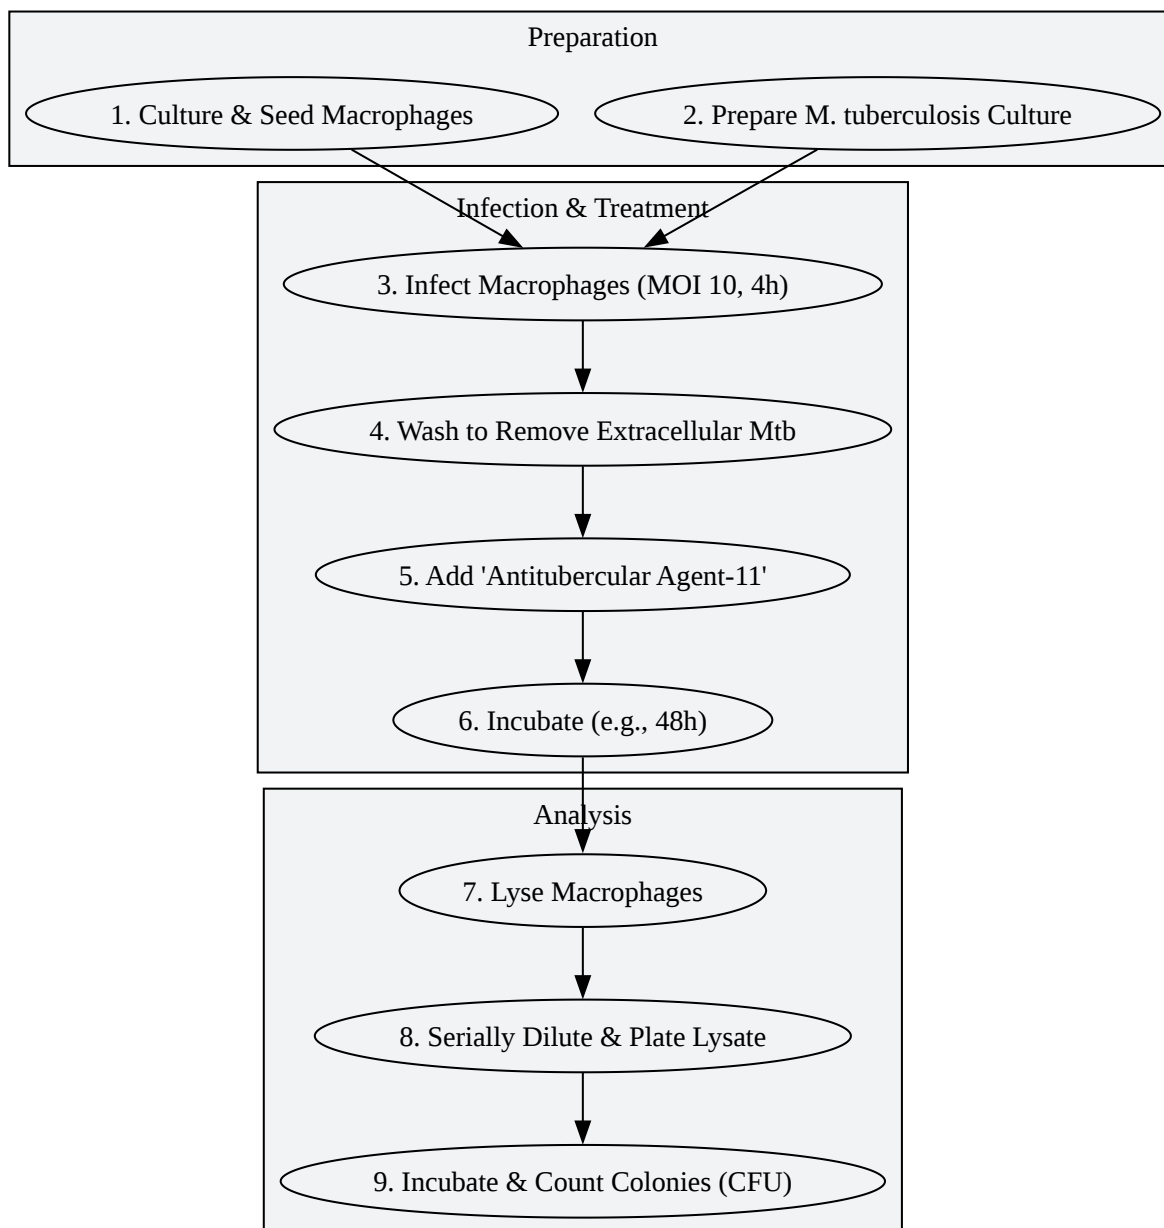 Preparation
1. Culture & Seed Macrophages
2. Prepare M. tuberculosis Culture
Infection & Treatment
3. Infect Macrophages (MOI 10, 4h)
4. Wash to Remove Extracellular Mtb
5. Add 'Antitubercular Agent-11'
6. Incubate (e.g., 48h)
Analysis
7. Lyse Macrophages
8. Serially Dilute & Plate Lysate
9. Incubate & Count Colonies (CFU)